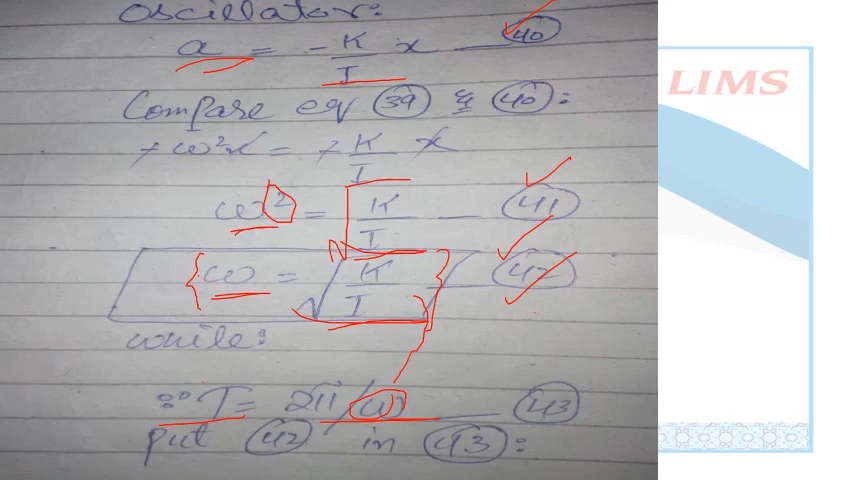 Oscillator:
a = - K/I x — 40
Compare eq 39 & 40:
+ω²x = + K/I x
ω² = K/I — 41
ω = √K/I — 42
while:
∵ T = 2π/ω — 43
put 42 in 43:
LIMS